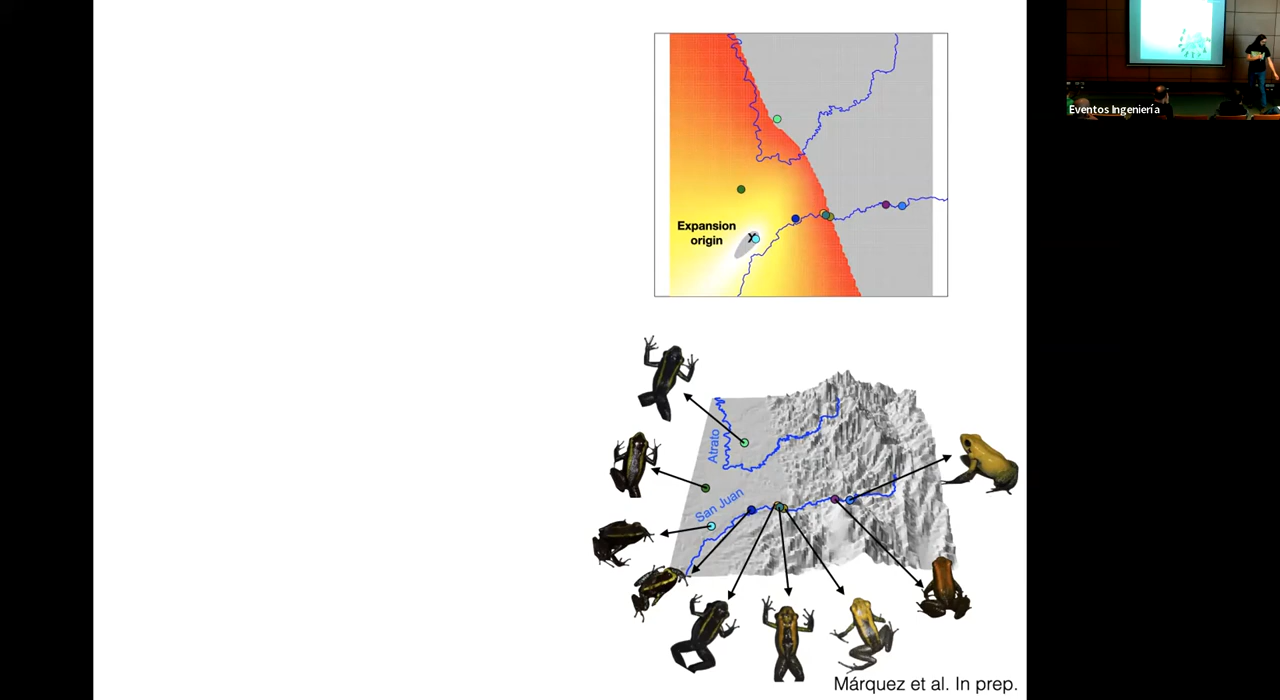 Eventos Ingeniería
Expansion
origin
Atrato
San Juan
Márquez et al. In prep.